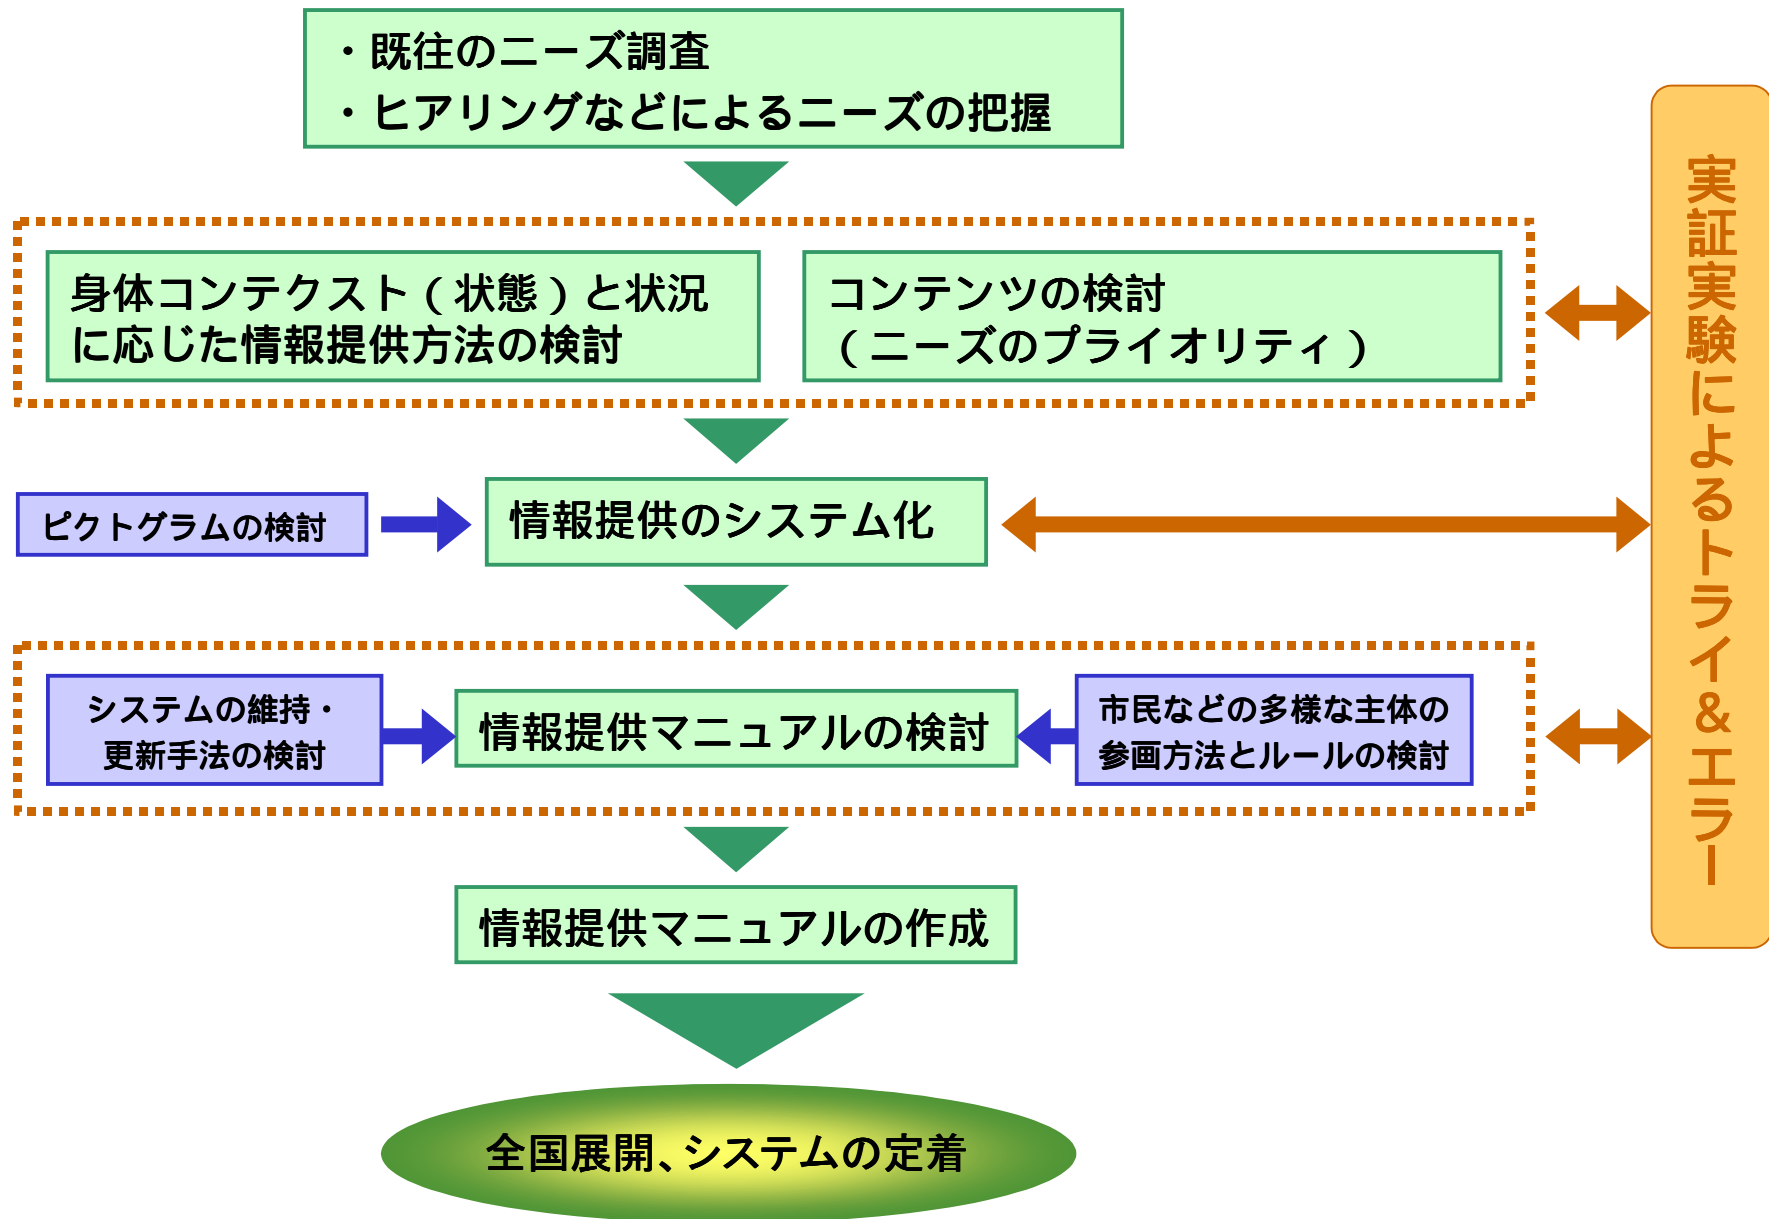 ・既往のニーズ調査
・ヒアリングなどによるニーズの把握
身体コンテクスト（状態）と状況
に応じた情報提供方法の検討
コンテンツの検討
（ニーズのプライオリティ）
ピクトグラムの検討
情報提供のシステム化
システムの維持・
更新手法の検討
情報提供マニュアルの検討
市民などの多様な主体の
参画方法とルールの検討
情報提供マニュアルの作成
全国展開、システムの定着
実証実験によるトライ＆エラー